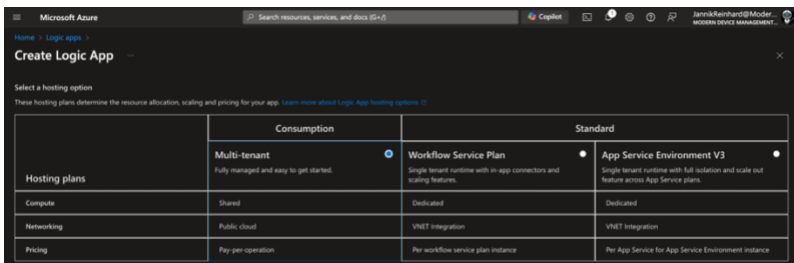 Microsoft Azure
Search resources, services, and docs (G+/)
Copilot
1
JannikReinhard@Moder...
MODERN DEVICE MANAGEMENT...
Home > Logic apps >
Create Logic App ...
Select a hosting option
These hosting plans determine the resource allocation, scaling and pricing for your app. Learn more about Logic App hosting options
Consumption
Standard
Hosting plans
Multi-tenant
Fully managed and easy to get started.
Workflow Service Plan
Single tenant runtime with in-app connectors and
scaling features.
App Service Environment V3
Single tenant runtime with full isolation and scale out
feature across App Service plans.
Compute
Shared
Dedicated
Dedicated
Networking
Public cloud
VNET Integration
VNET Integration
Pricing
Pay-per-operation
Per workflow service plan instance
Per App Service for App Service Environment instance